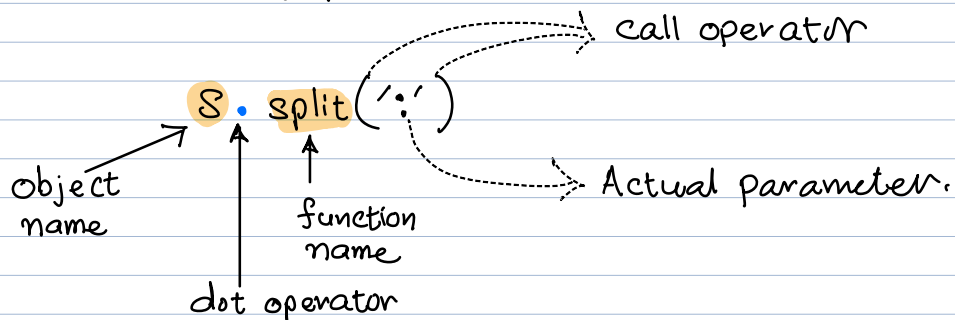 call operator
S. split(':')
object
name
function
name
Actual parameter.
dot operator